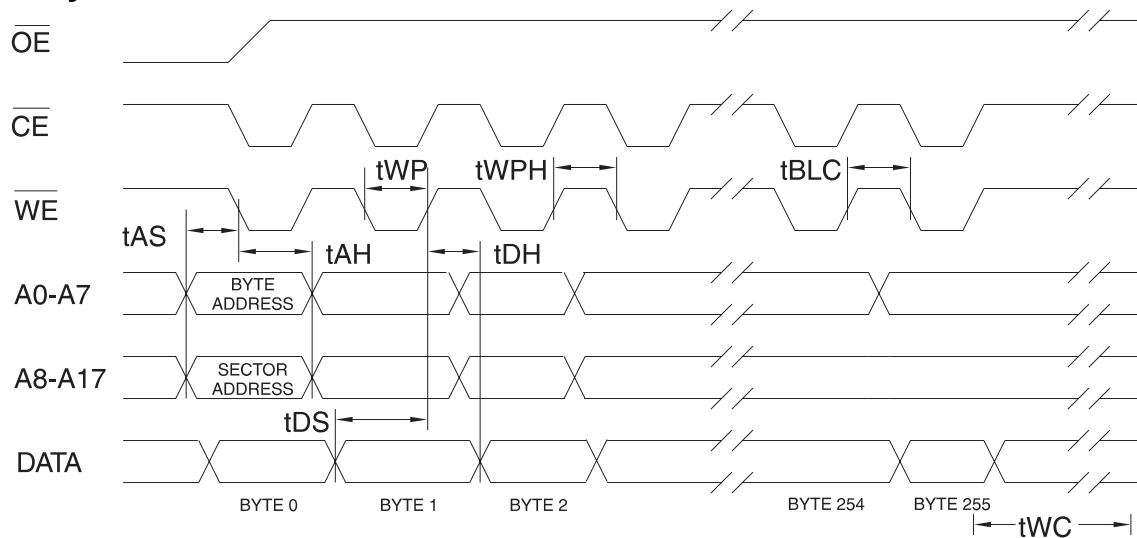 OE
CE
tWP
tWPH
tBLC
WE
tAS
tAH
tDH
A0-A7
BYTE
ADDRESS
A8-A17
SECTOR
ADDRESS
tDS
DATA
BYTE 0
BYTE 1
BYTE 2
BYTE 254
BYTE 255
tWC